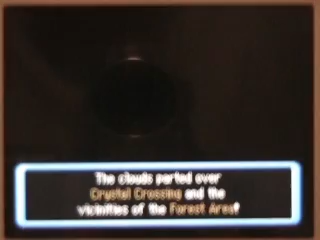 The clouds parted over
Crystal Crossing and the
vicinities of the Forest Area!